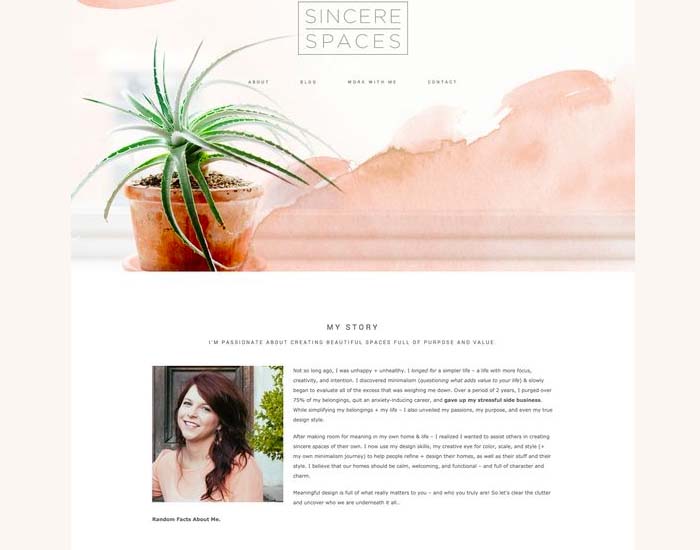 SINCERE
SPACES
ABOUT
BLOG
WORK WITH ME
CONTACT
MY STORY
I'M PASSIONATE ABOUT CREATING BEAUTIFUL SPACES FULL OF PURPOSE AND VALUE
Not so long ago, I was unhappy + unhealthy. I longed for a simpler life – a life with more focus,
creativity, and intention. I discovered minimalism (questioning what adds value to your life) & slowly
began to evaluate all of the excess that was weighing me down. Over a period of 2 years, I purged over
75% of my belongings, quit an anxiety-inducing career, and gave up my stressful side business.
While simplifying my belongings + my life – I also unveiled my passions, my purpose, and even my true
design style.
After making room for meaning in my own home & life – I realized I wanted to assist others in creating
sincere spaces of their own. I now use my design skills, my creative eye for color, scale, and style (+
my own minimalism journey) to help people refine + design their homes, as well as their stuff and their
style. I believe that our homes should be calm, welcoming, and functional – and full of character and
charm.
Meaningful design is full of what really matters to you – and who you truly are! So let's clear the clutter
and uncover who we are underneath it all..
Random Facts About Me.